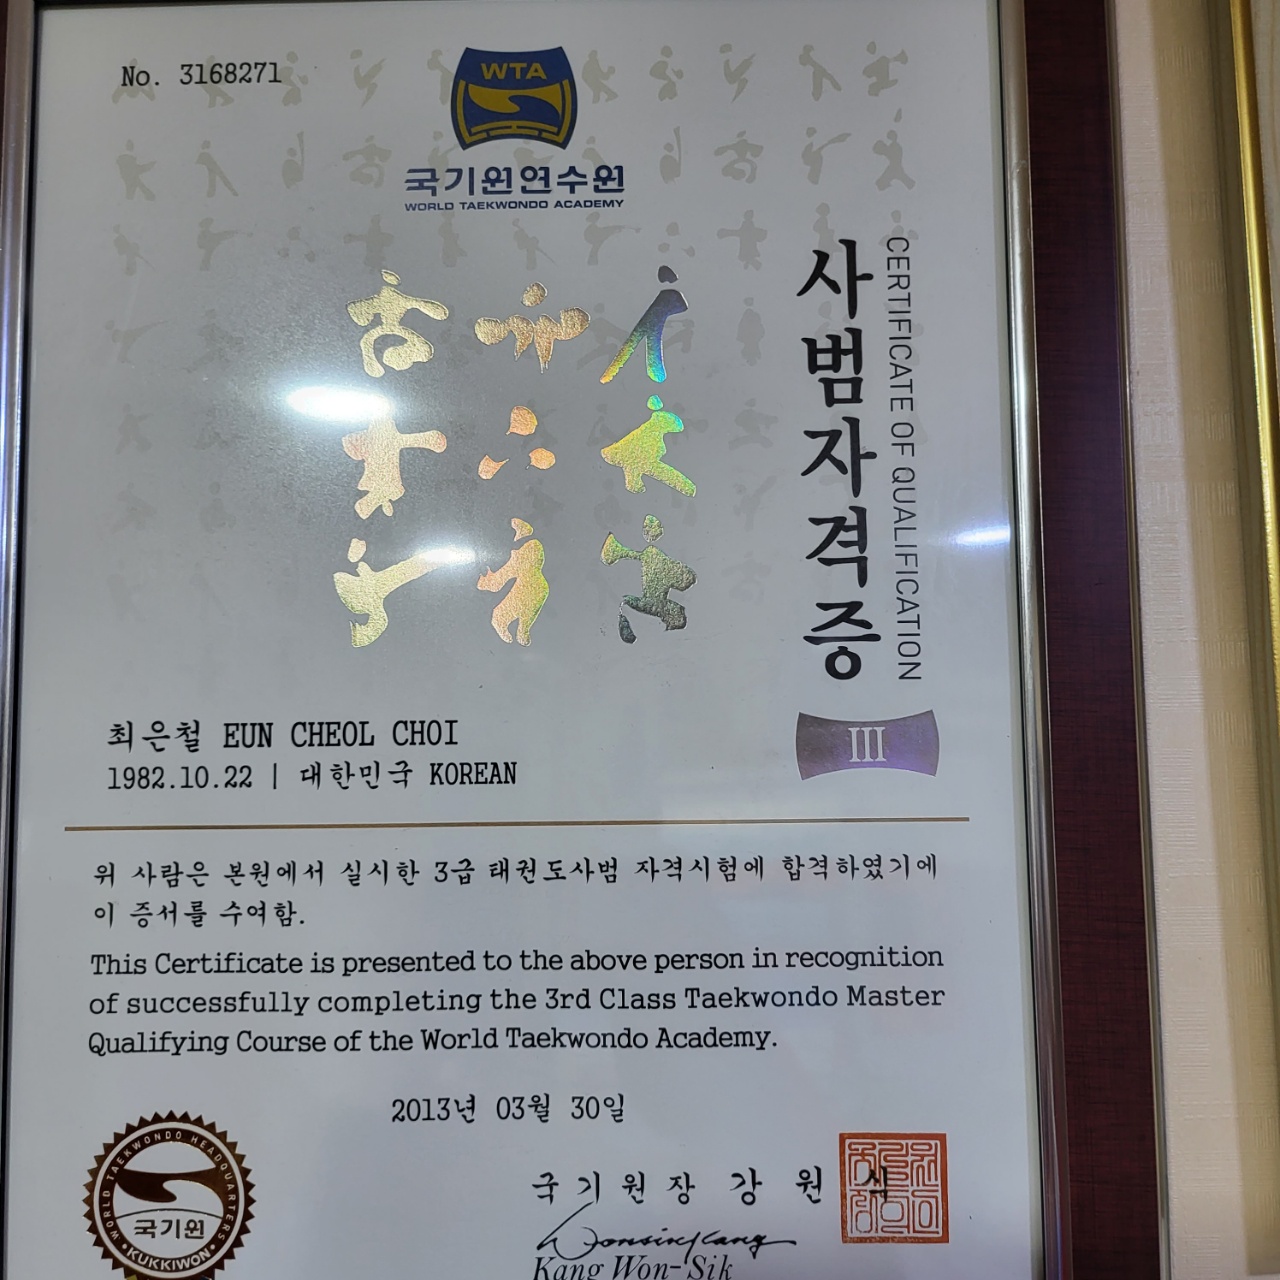 No. 3168271
WTA
국기원연수원
WORLD TAEKWONDO ACADEMY
사범자격증
CERTIFICATE OF QUALIFICATION
III
최은철 EUN CHEOL CHOI
1982.10.22 | 대한민국 KOREAN
위 사람은 본원에서 실시한 3급 태권도사범 자격시험에 합격하였기에
이 증서를 수여함.
This Certificate is presented to the above person in recognition
of successfully completing the 3rd Class Taekwondo Master
Qualifying Course of the World Taekwondo Academy.
2013년 03월 30일
국기원장 강 원 식
Wonsik Kang
Kang Won-Sik
WORLD TAEKWONDO HEADQUARTERS
국기원
KUKKIWON